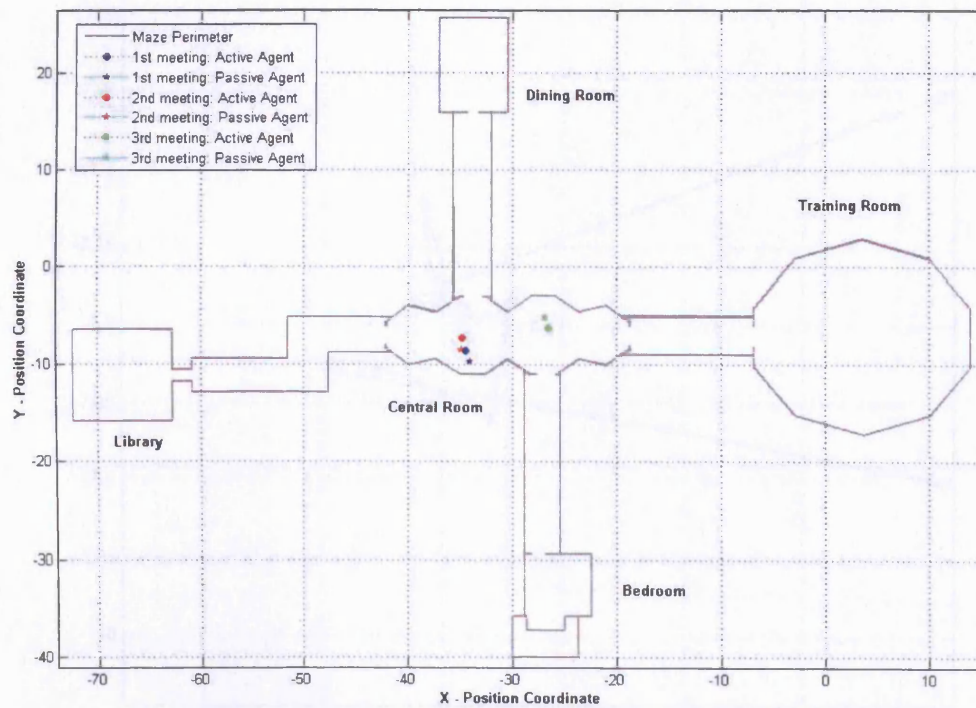 Maze Perimeter
1st meeting: Active Agent
1st meeting: Passive Agent
2nd meeting: Active Agent
2nd meeting: Passive Agent
3rd meeting: Active Agent
3rd meeting: Passive Agent
Dining Room
Training Room
Central Room
Library
Bedroom
Y - Position Coordinate
20
10
0
-10
-20
-30
-40
-70
-60
-50
-40
-30
-20
-10
0
10
X - Position Coordinate